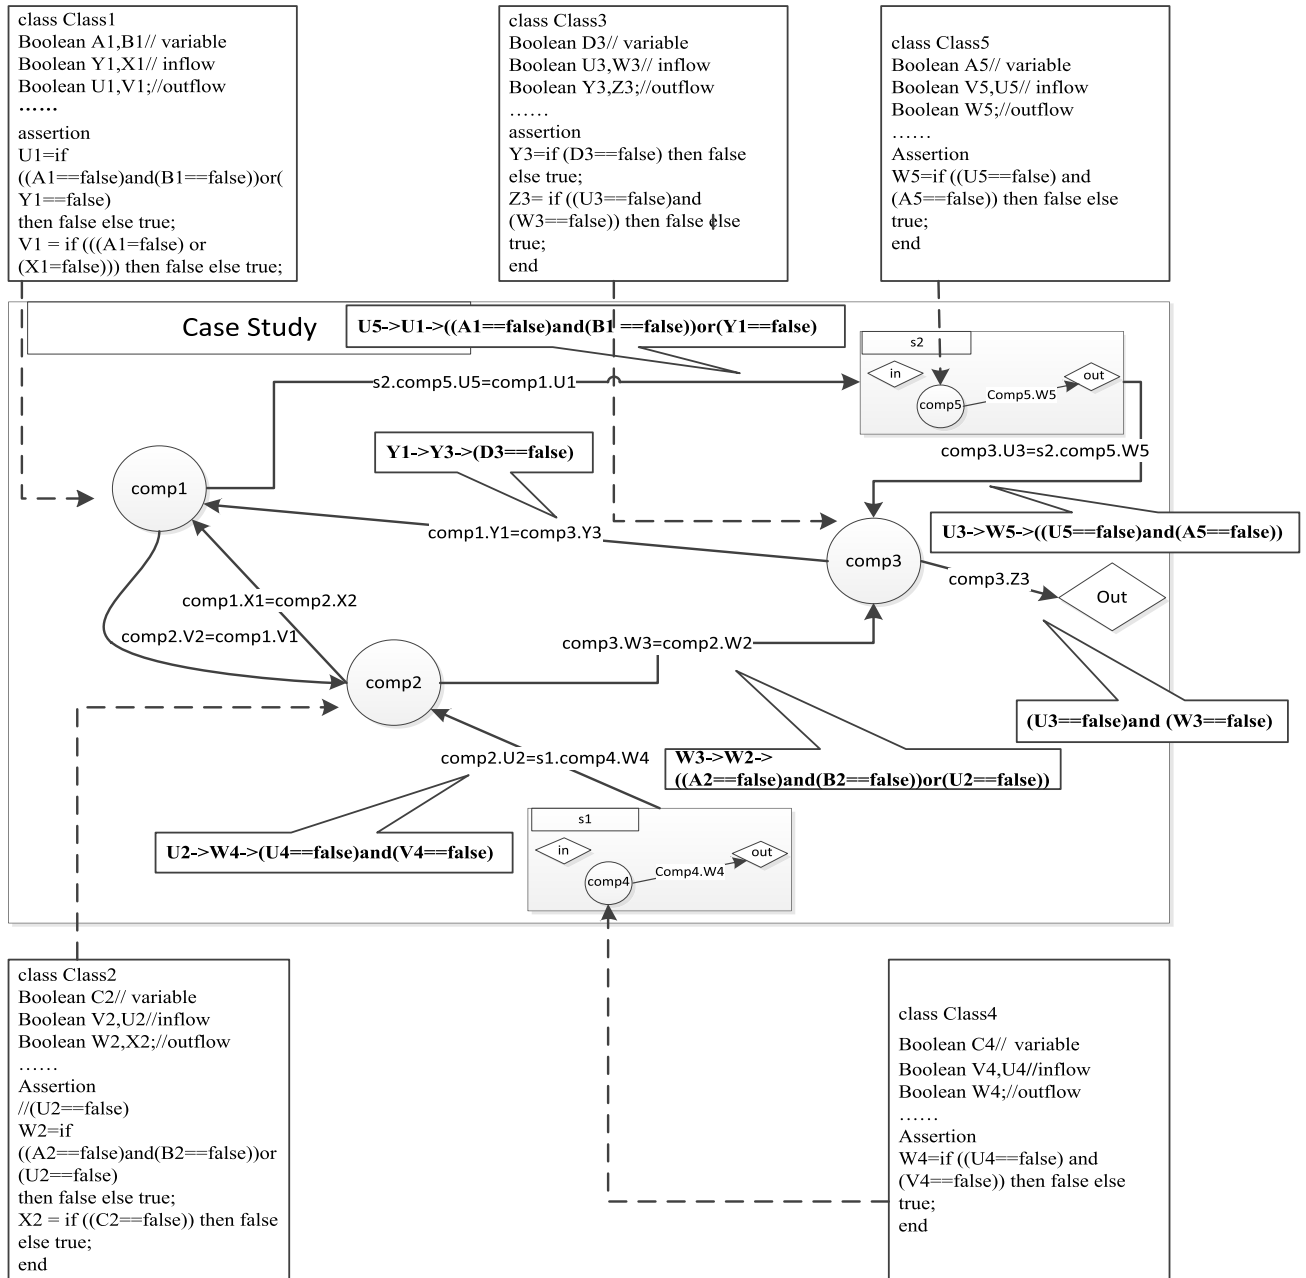 class Class1
Boolean A1,B1// variable
Boolean Y1,X1// inflow
Boolean U1,V1;//outflow
……
assertion
U1=if
((A1==false)and(B1==false))or(
Y1==false)
then false else true;
V1 = if (((A1=false) or
(X1=false))) then false else true;
class Class3
Boolean D3// variable
Boolean U3,W3// inflow
Boolean Y3,Z3;//outflow
……
assertion
Y3=if (D3==false) then false
else true;
Z3= if ((U3==false)and
(W3==false)) then false else
true;
end
class Class5
Boolean A5// variable
Boolean V5,U5// inflow
Boolean W5;//outflow
……
Assertion
W5=if ((U5==false) and
(A5==false)) then false else
true;
end
Case Study
U5->U1->((A1==false)and(B1 ==false))or(Y1==false)
s2
in
out
comp5
Comp5.W5
s2.comp5.U5=comp1.U1
Y1->Y3->(D3==false)
comp3.U3=s2.comp5.W5
comp1
comp1.Y1=comp3.Y3
U3->W5->((U5==false)and(A5==false))
comp3
comp3.Z3
Out
comp1.X1=comp2.X2
comp2.V2=comp1.V1
comp3.W3=comp2.W2
comp2
(U3==false)and (W3==false)
comp2.U2=s1.comp4.W4
W3->W2->
((A2==false)and(B2==false))or(U2==false))
U2->W4->(U4==false)and(V4==false)
s1
in
out
comp4
Comp4.W4
class Class2
Boolean C2// variable
Boolean V2,U2//inflow
Boolean W2,X2;//outflow
……
Assertion
//(U2==false)
W2=if
((A2==false)and(B2==false))or
(U2==false)
then false else true;
X2 = if ((C2==false)) then false
else true;
end
class Class4
Boolean C4// variable
Boolean V4,U4//inflow
Boolean W4;//outflow
……
Assertion
W4=if ((U4==false) and
(V4==false)) then false else
true;
end